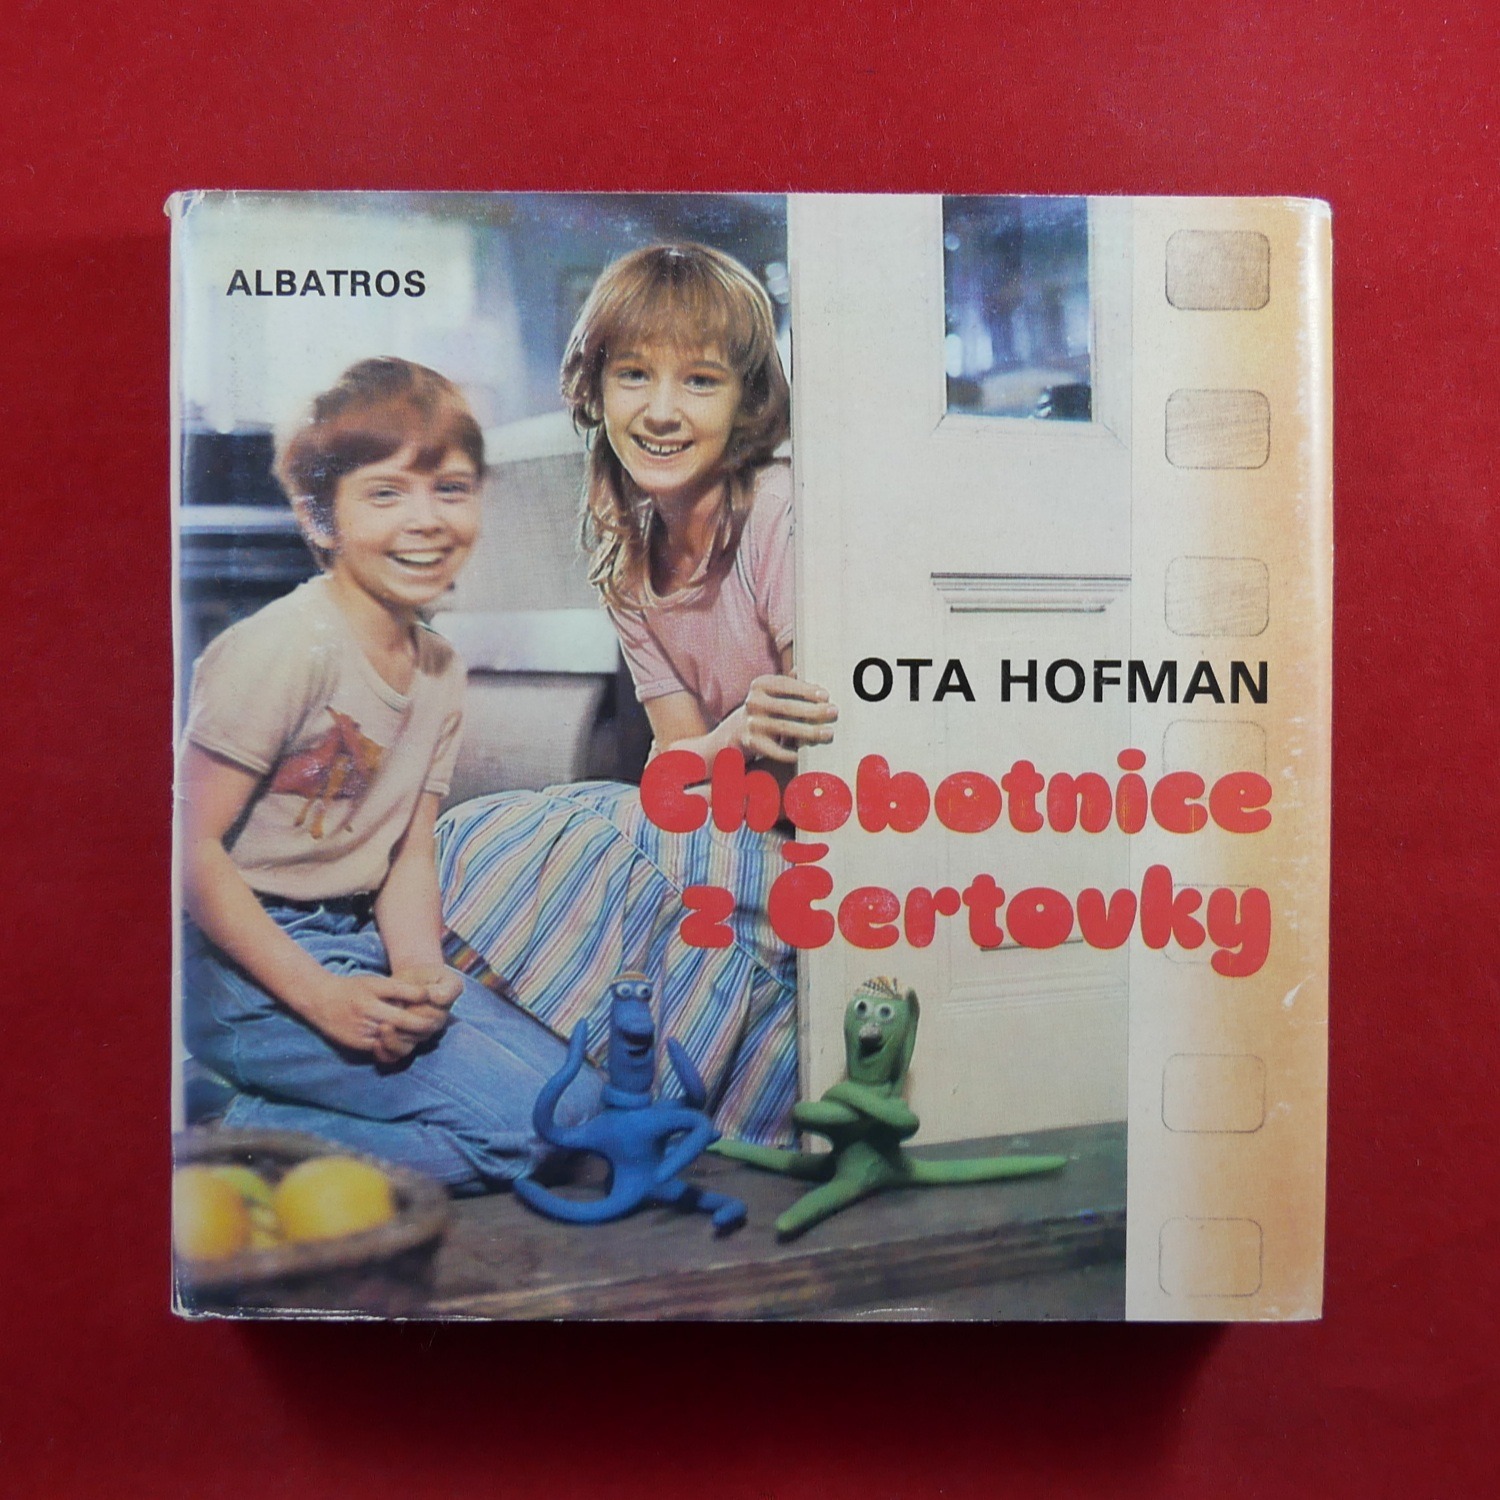 ALBATROS
OTA HOFMAN
Chobotnice
z Čertovky